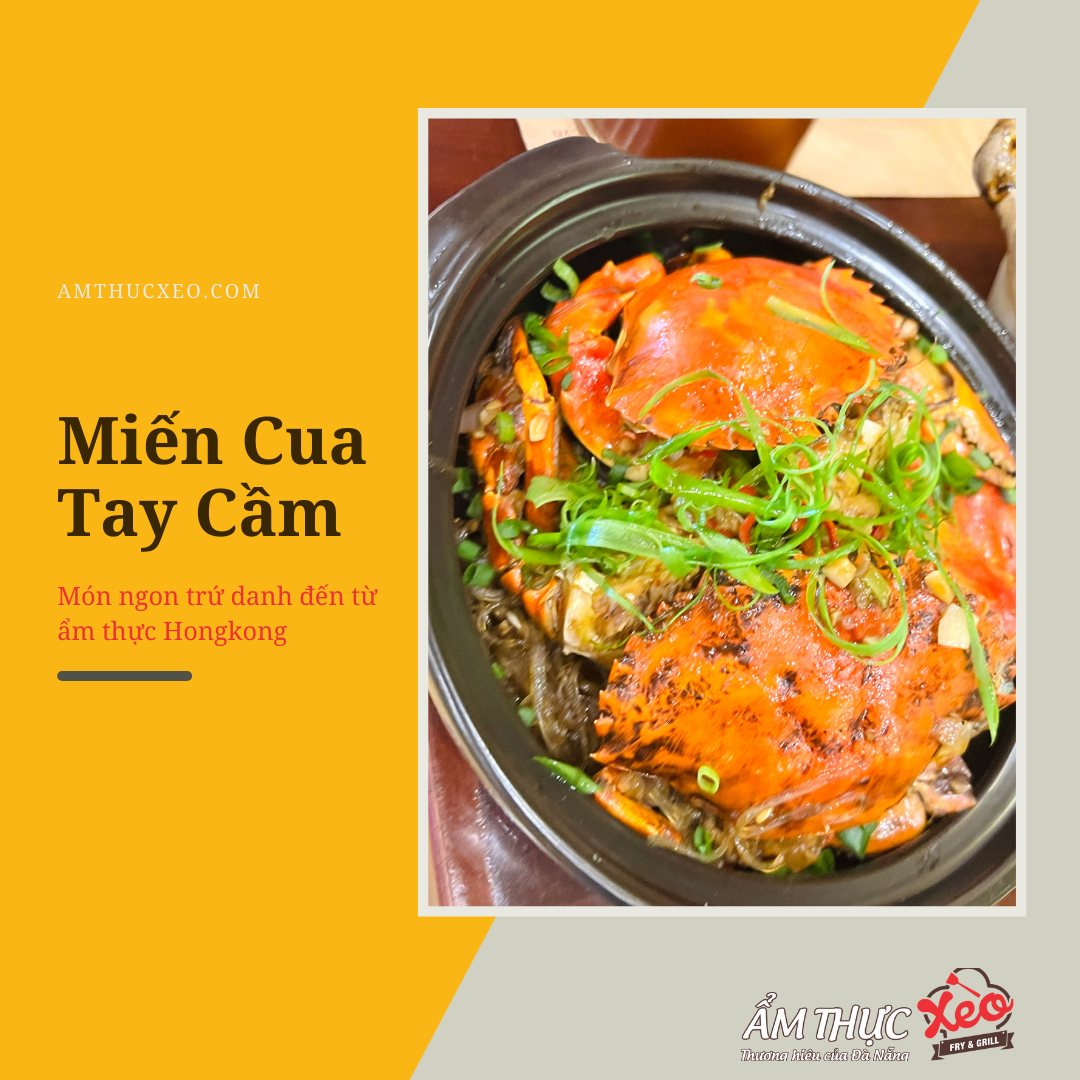 AMTHUCXEO.COM
Miến Cua
Tay Cầm
Món ngon trứ danh đến từ
ẩm thực Hongkong
ẨM THỰC
Xeo
FRY & GRILL
Thương hiệu của Đà Nẵng